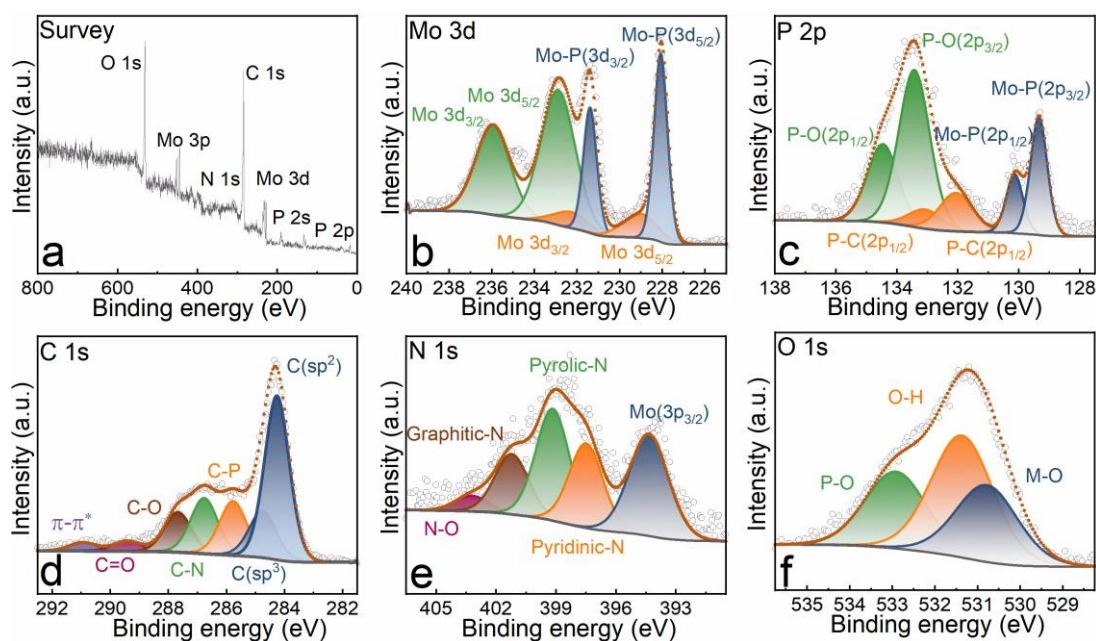 Survey
O 1s
C 1s
Mo 3p
N 1s
Mo 3d
P 2s
P 2p
a
Intensity (a.u.)
800 600 400 200 0
Binding energy (eV)
Mo 3d
Mo-P(3d5/2)
Mo-P(3d3/2)
Mo 3d5/2
Mo 3d3/2
Mo 3d3/2
Mo 3d5/2
b
Intensity (a.u.)
240 238 236 234 232 230 228 226
Binding energy (eV)
P 2p
P-O(2p3/2)
Mo-P(2p3/2)
P-O(2p1/2)
Mo-P(2p1/2)
P-C(2p1/2)
P-C(2p1/2)
c
Intensity (a.u.)
138 136 134 132 130 128
Binding energy (eV)
C 1s
C(sp2)
C-P
C-O
π-π*
C=O
C-N
C(sp3)
d
Intensity (a.u.)
292 290 288 286 284 282
Binding energy (eV)
N 1s
Pyrolic-N
Mo(3p3/2)
Graphitic-N
N-O
Pyridinic-N
e
Intensity (a.u.)
405 402 399 396 393
Binding energy (eV)
O 1s
O-H
P-O
M-O
f
Intensity (a.u.)
535 534 533 532 531 530 529
Binding energy (eV)